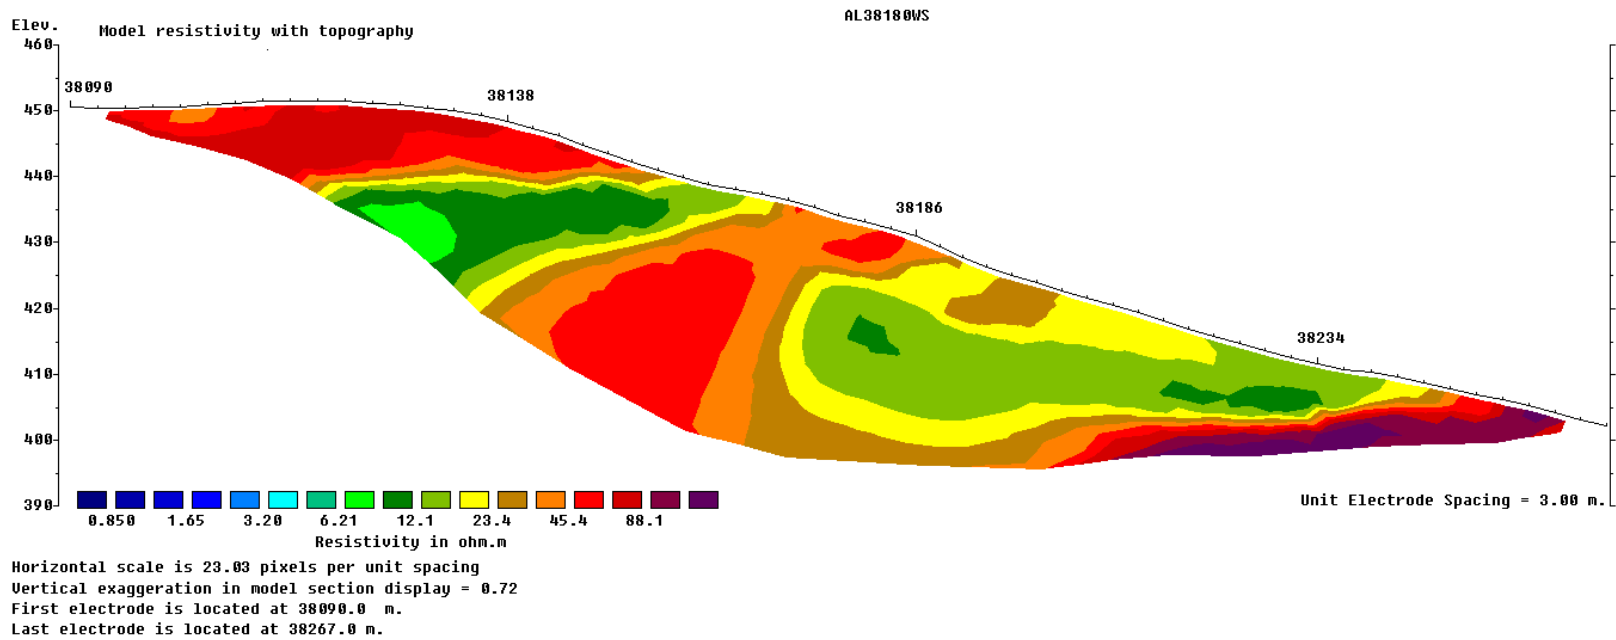 AL38180WS
Elev.
Model resistivity with topography
460
38090
450
38138
440
430
38186
420
38234
410
400
390
Unit Electrode Spacing = 3.00 m.
0.850 1.65 3.20 6.21 12.1 23.4 45.4 88.1
Resistivity in ohm.m
Horizontal scale is 23.03 pixels per unit spacing
Vertical exaggeration in model section display = 0.72
First electrode is located at 38090.0 m.
Last electrode is located at 38267.0 m.